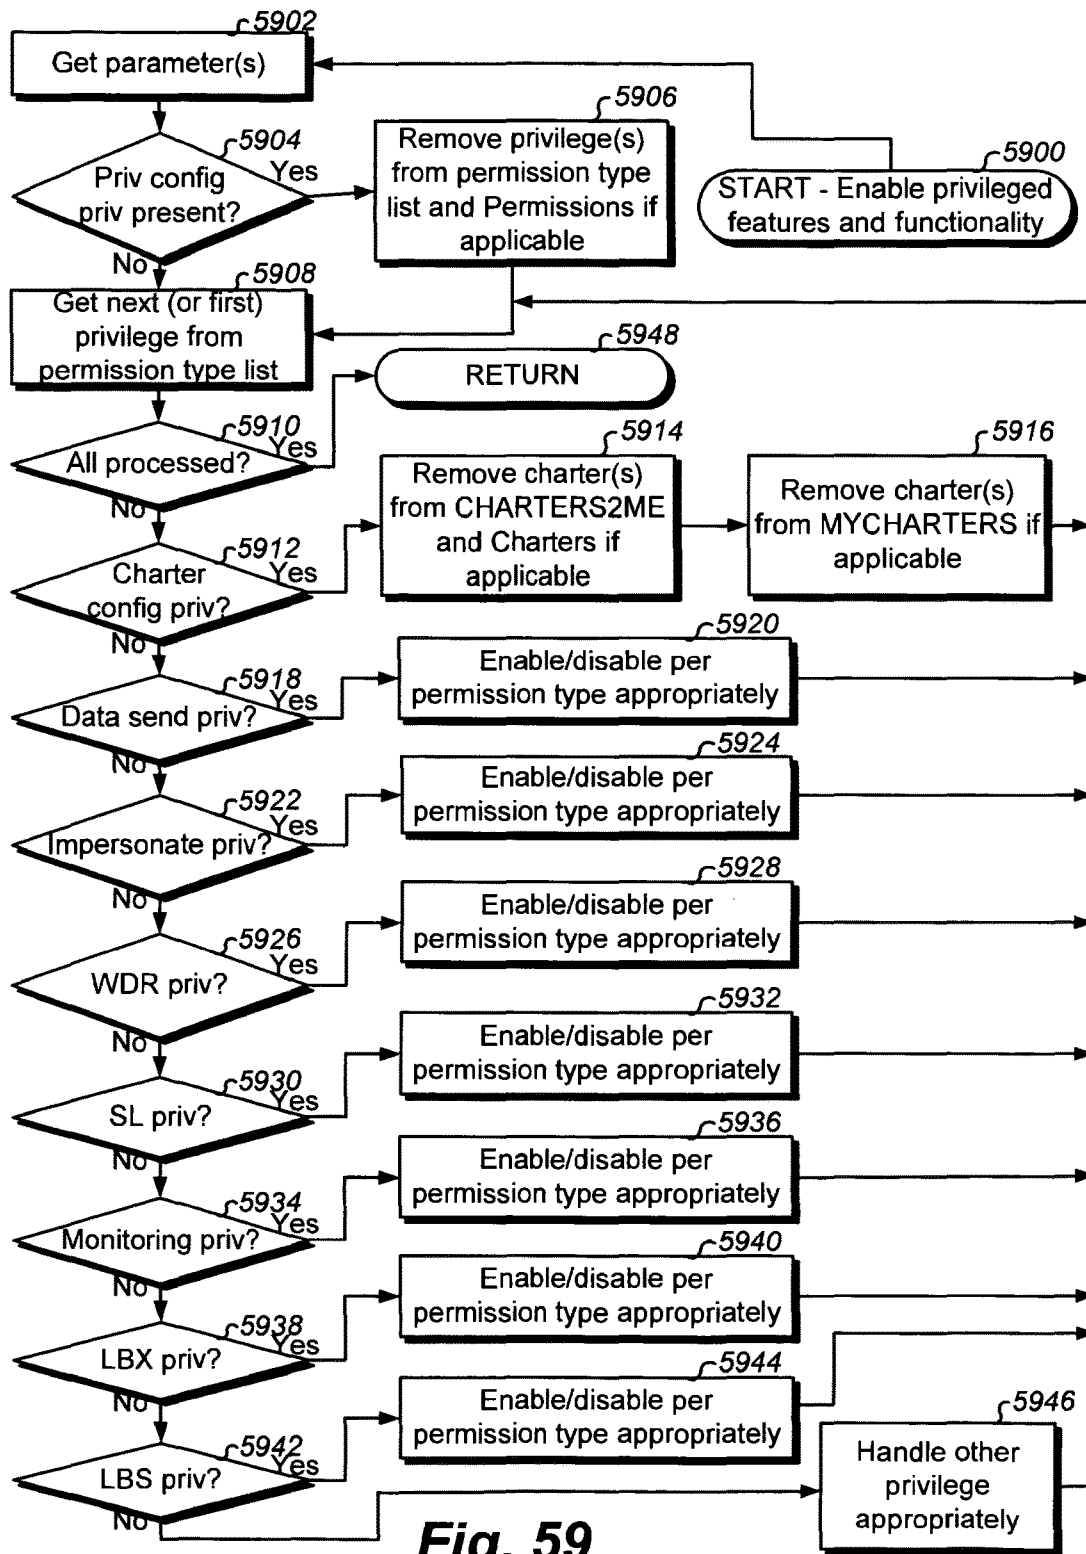 5902
Get parameter(s)
5904
Priv config
priv present?
Yes
No
5906
Remove privilege(s)
from permission type
list and Permissions if
applicable
5900
START - Enable privileged
features and functionality
5908
Get next (or first)
privilege from
permission type list
5948
RETURN
5910
All processed?
Yes
No
5912
Charter
config priv?
Yes
No
5914
Remove charter(s)
from CHARTERS2ME
and Charters if
applicable
5916
Remove charter(s)
from MYCHARTERS if
applicable
5918
Data send priv?
Yes
No
5920
Enable/disable per
permission type appropriately
5922
Impersonate priv?
Yes
No
5924
Enable/disable per
permission type appropriately
5926
WDR priv?
Yes
No
5928
Enable/disable per
permission type appropriately
5930
SL priv?
Yes
No
5932
Enable/disable per
permission type appropriately
5934
Monitoring priv?
Yes
No
5936
Enable/disable per
permission type appropriately
5938
LBX priv?
Yes
No
5940
Enable/disable per
permission type appropriately
5942
LBS priv?
Yes
No
5944
Enable/disable per
permission type appropriately
5946
Handle other
privilege
appropriately
Fig. 59